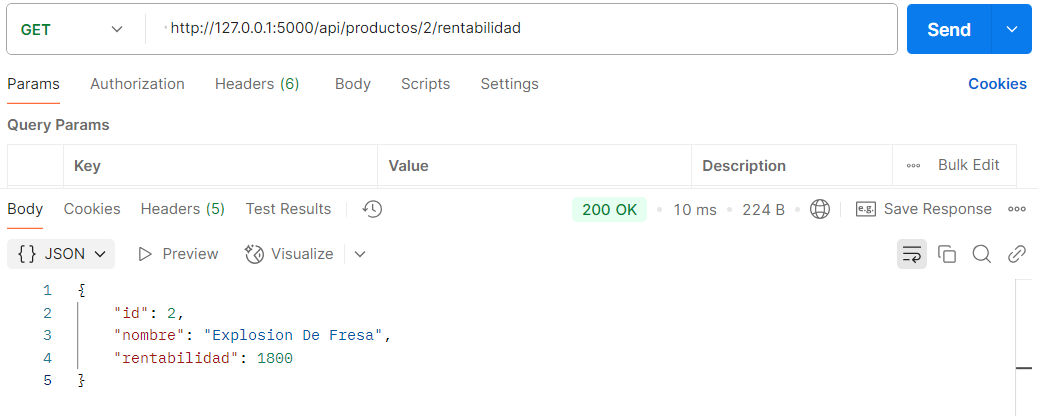 GET http://127.0.0.1:5000/api/productos/2/rentabilidad Send
Params Authorization Headers (6) Body Scripts Settings Cookies
Query Params
Key Value Description Bulk Edit
Body Cookies Headers (5) Test Results 200 OK • 10 ms • 224 B • e.g. Save Response
{} JSON Preview Visualize
1 {
2 "id": 2,
3 "nombre": "Explosion De Fresa",
4 "rentabilidad": 1800
5 }